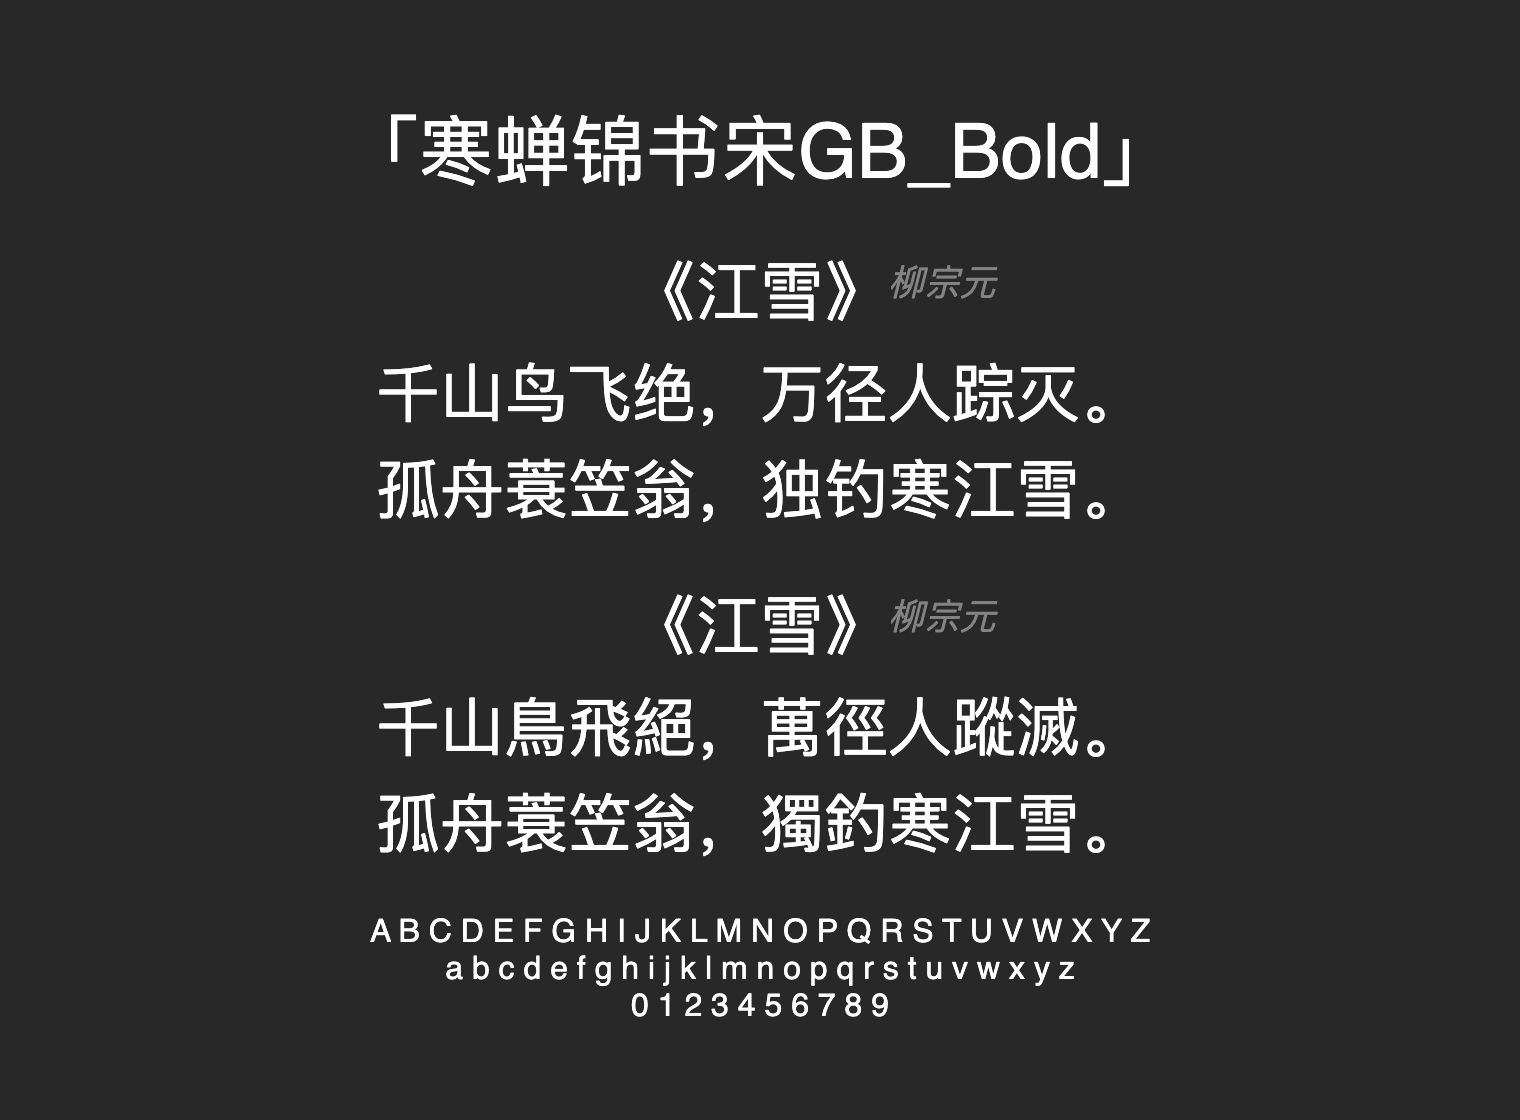 「寒蝉锦书宋GB_Bold」
《江雪》柳宗元
千山鸟飞绝，万径人踪灭。
孤舟蓑笠翁，独钓寒江雪。
《江雪》柳宗元
千山鳥飛絕，萬徑人蹤滅。
孤舟蓑笠翁，獨釣寒江雪。
A B C D E F G H I J K L M N O P Q R S T U V W X Y Z
a b c d e f g h i j k l m n o p q r s t u v w x y z
0 1 2 3 4 5 6 7 8 9